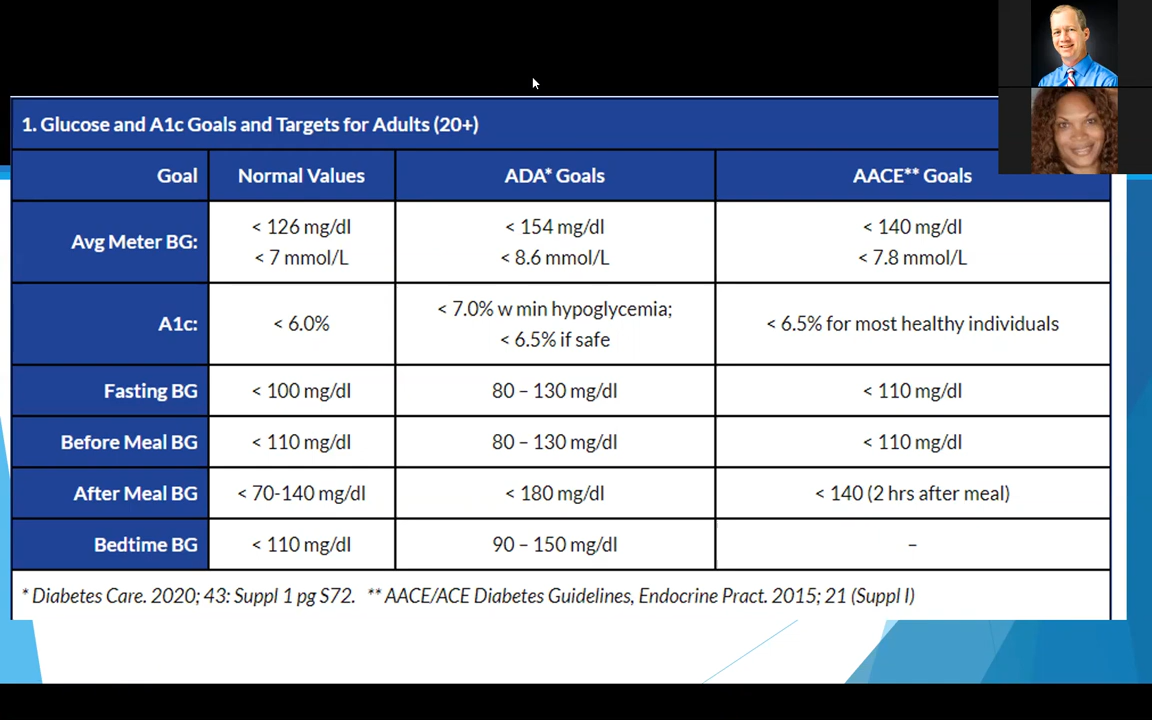 1. Glucose and A1c Goals and Targets for Adults (20+)
Goal Normal Values ADA* Goals AACE** Goals
Avg Meter BG: < 126 mg/dl < 154 mg/dl < 140 mg/dl
< 7 mmol/L < 8.6 mmol/L < 7.8 mmol/L
A1c: < 6.0% < 7.0% w min hypoglycemia; < 6.5% for most healthy individuals
< 6.5% if safe
Fasting BG < 100 mg/dl 80 – 130 mg/dl < 110 mg/dl
Before Meal BG < 110 mg/dl 80 – 130 mg/dl < 110 mg/dl
After Meal BG < 70-140 mg/dl < 180 mg/dl < 140 (2 hrs after meal)
Bedtime BG < 110 mg/dl 90 – 150 mg/dl –
* Diabetes Care. 2020; 43: Suppl 1 pg S72. ** AACE/ACE Diabetes Guidelines, Endocrine Pract. 2015; 21 (Suppl I)